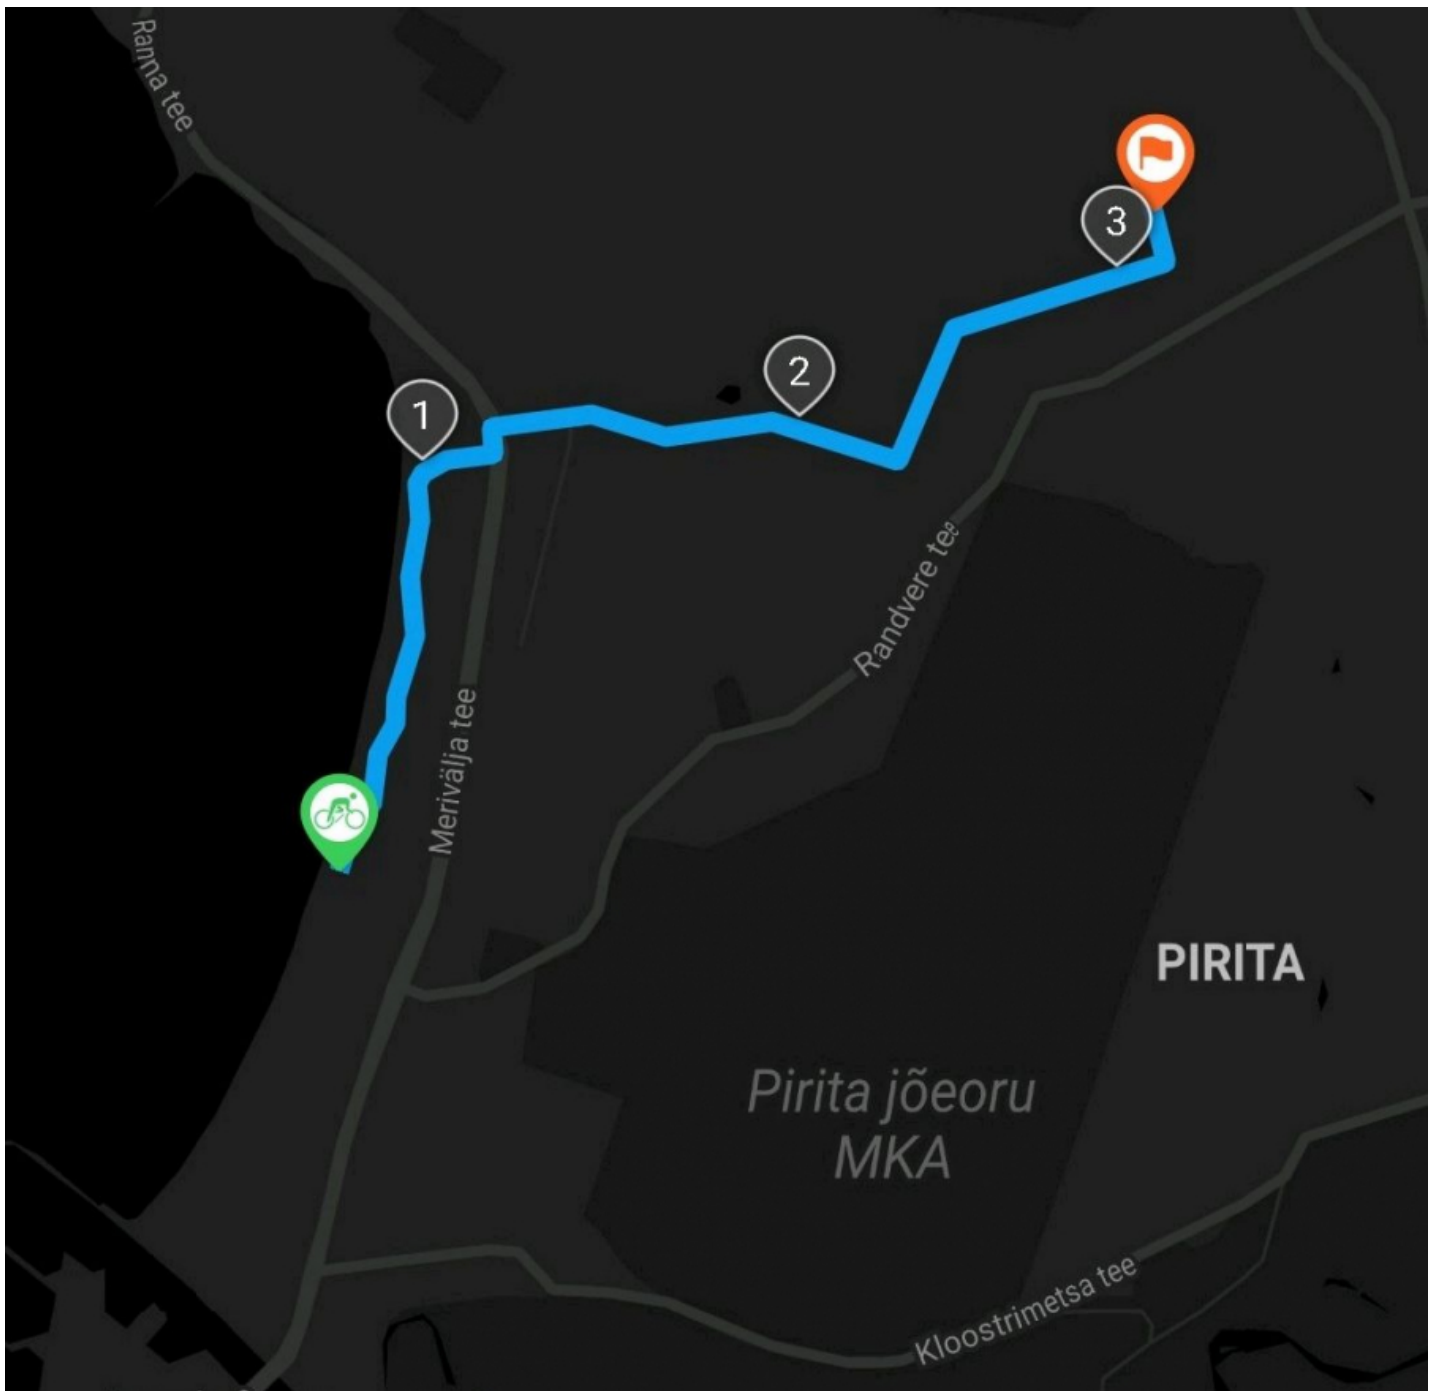 Ranna tee
3
2
1
Randvere tee
Merivälja tee
PIRITA
Pirita jõeoru
MKA
Kloostrimetsa tee